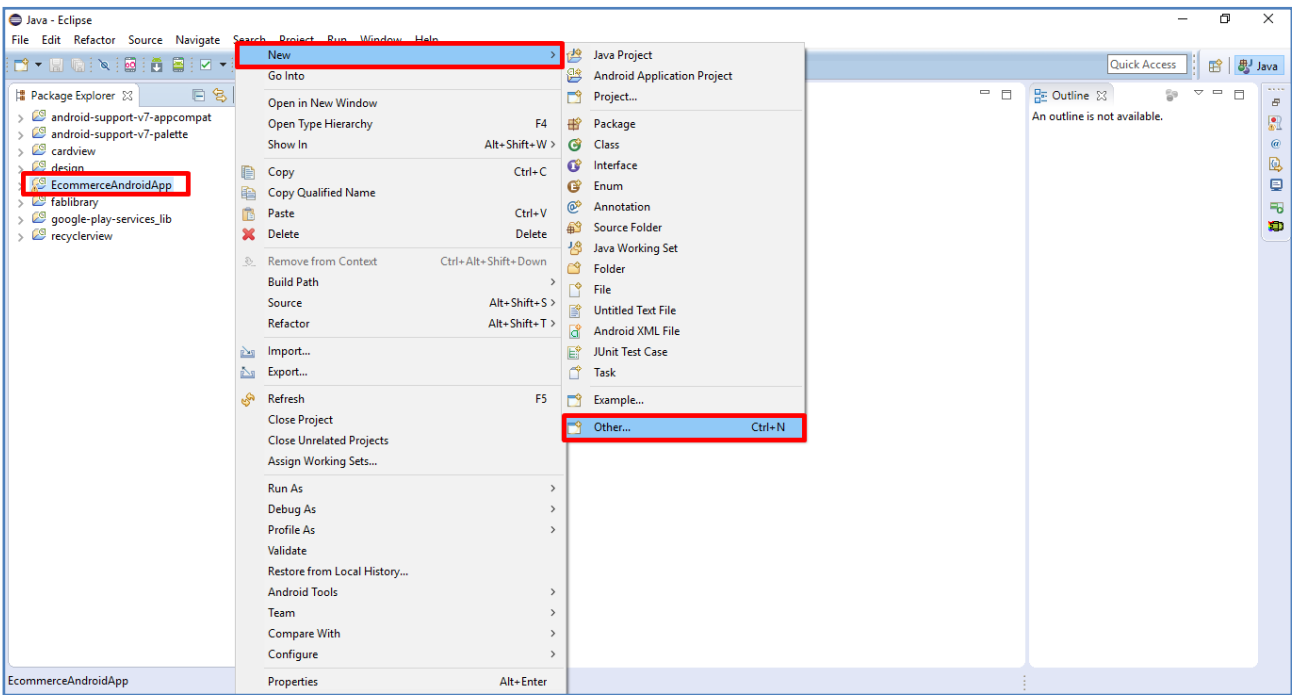 Java - Eclipse
File Edit Refactor Source Navigate Search Project Run Window Help
Quick Access
Java
Package Explorer
android-support-v7-appcompat
android-support-v7-palette
cardview
design
EcommerceAndroidApp
fablibrary
google-play-services_lib
recyclerview
New
Go Into
Open in New Window
Open Type Hierarchy F4
Show In Alt+Shift+W >
Copy Ctrl+C
Copy Qualified Name
Paste Ctrl+V
Delete Delete
Remove from Context Ctrl+Alt+Shift+Down
Build Path
Source Alt+Shift+S >
Refactor Alt+Shift+T >
Import...
Export...
Refresh F5
Close Project
Close Unrelated Projects
Assign Working Sets...
Run As
Debug As
Profile As
Validate
Restore from Local History...
Android Tools
Team
Compare With
Configure
Properties Alt+Enter
Java Project
Android Application Project
Project...
Package
Class
Interface
Enum
Annotation
Source Folder
Java Working Set
Folder
File
Untitled Text File
Android XML File
JUnit Test Case
Task
Example...
Other... Ctrl+N
Outline
An outline is not available.
EcommerceAndroidApp